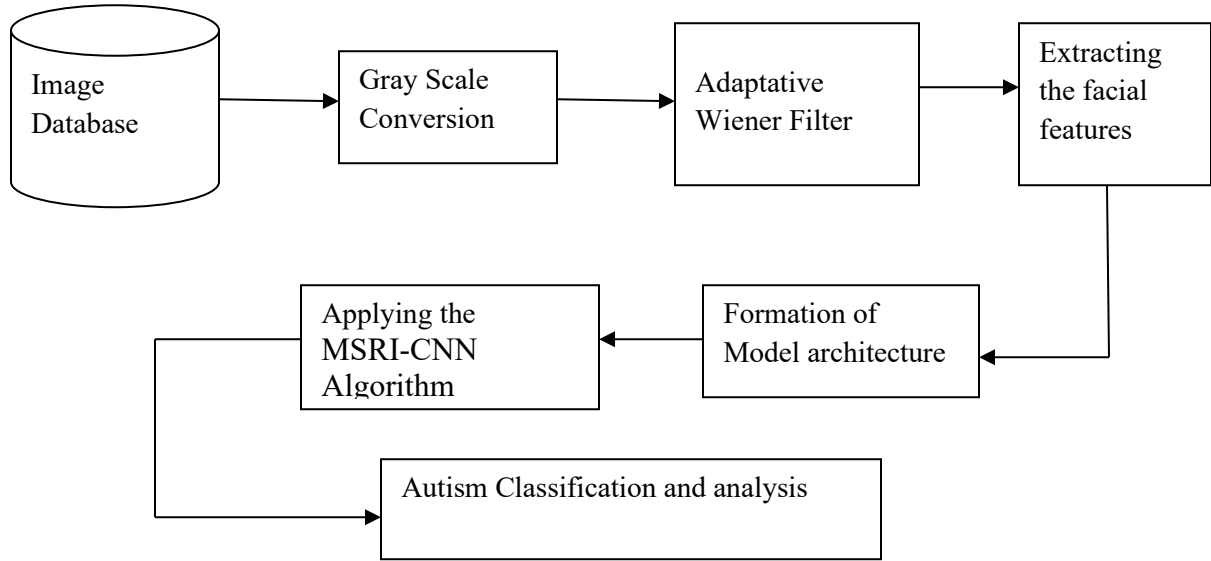 Image
Database
Gray Scale
Conversion
Adaptative
Wiener Filter
Extracting
the facial
features
Formation of
Model architecture
Applying the
MSRI-CNN
Algorithm
Autism Classification and analysis